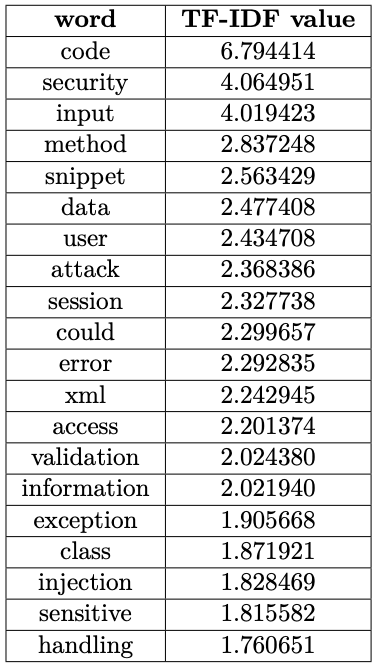 word TF-IDF value
code 6.794414
security 4.064951
input 4.019423
method 2.837248
snippet 2.563429
data 2.477408
user 2.434708
attack 2.368386
session 2.327738
could 2.299657
error 2.292835
xml 2.242945
access 2.201374
validation 2.024380
information 2.021940
exception 1.905668
class 1.871921
injection 1.828469
sensitive 1.815582
handling 1.760651